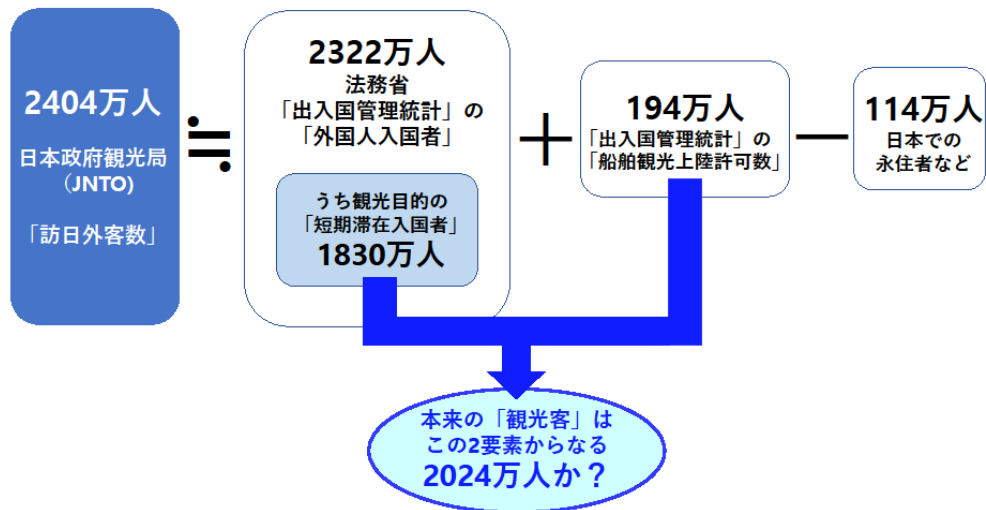 2404万人
日本政府観光局
(JNTO)
「訪日外客数」
≒
2322万人
法務省
「出入国管理統計」の
「外国人入国者」
うち観光目的の
「短期滞在入国者」
1830万人
＋
194万人
「出入国管理統計」の
「船舶観光上陸許可数」
－
114万人
日本での
永住者など
本来の「観光客」は
この2要素からなる
2024万人か？